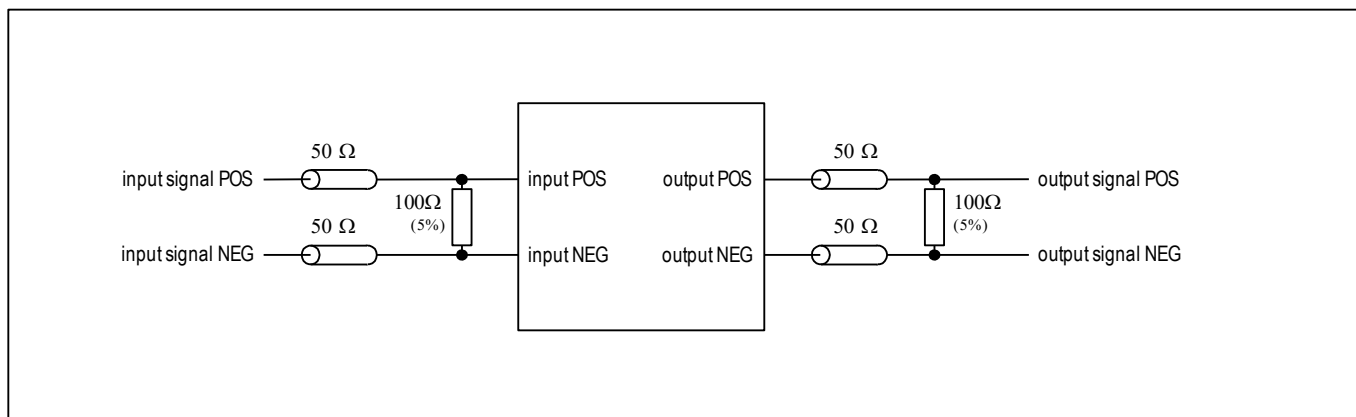 50 Ω
50 Ω
input signal POS
input POS
output POS
output signal POS
100Ω
(5%)
100Ω
(5%)
50 Ω
50 Ω
input signal NEG
input NEG
output NEG
output signal NEG